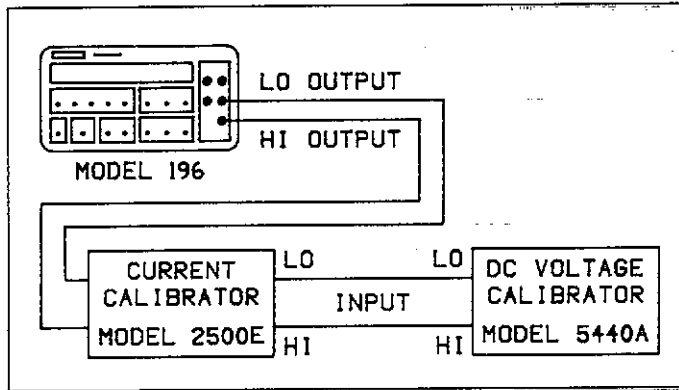 LO OUTPUT
HI OUTPUT
MODEL 196
CURRENT
CALIBRATOR
MODEL 2500E
LO
HI
INPUT
LO
HI
DC VOLTAGE
CALIBRATOR
MODEL 5440A